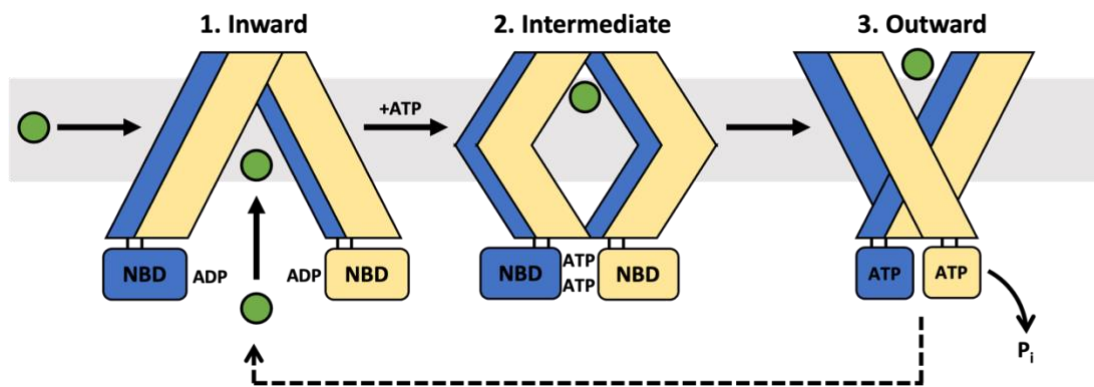 1. Inward
2. Intermediate
3. Outward
+ATP
NBD
ADP
ADP
NBD
NBD
ATP
ATP
NBD
ATP
ATP
Pi